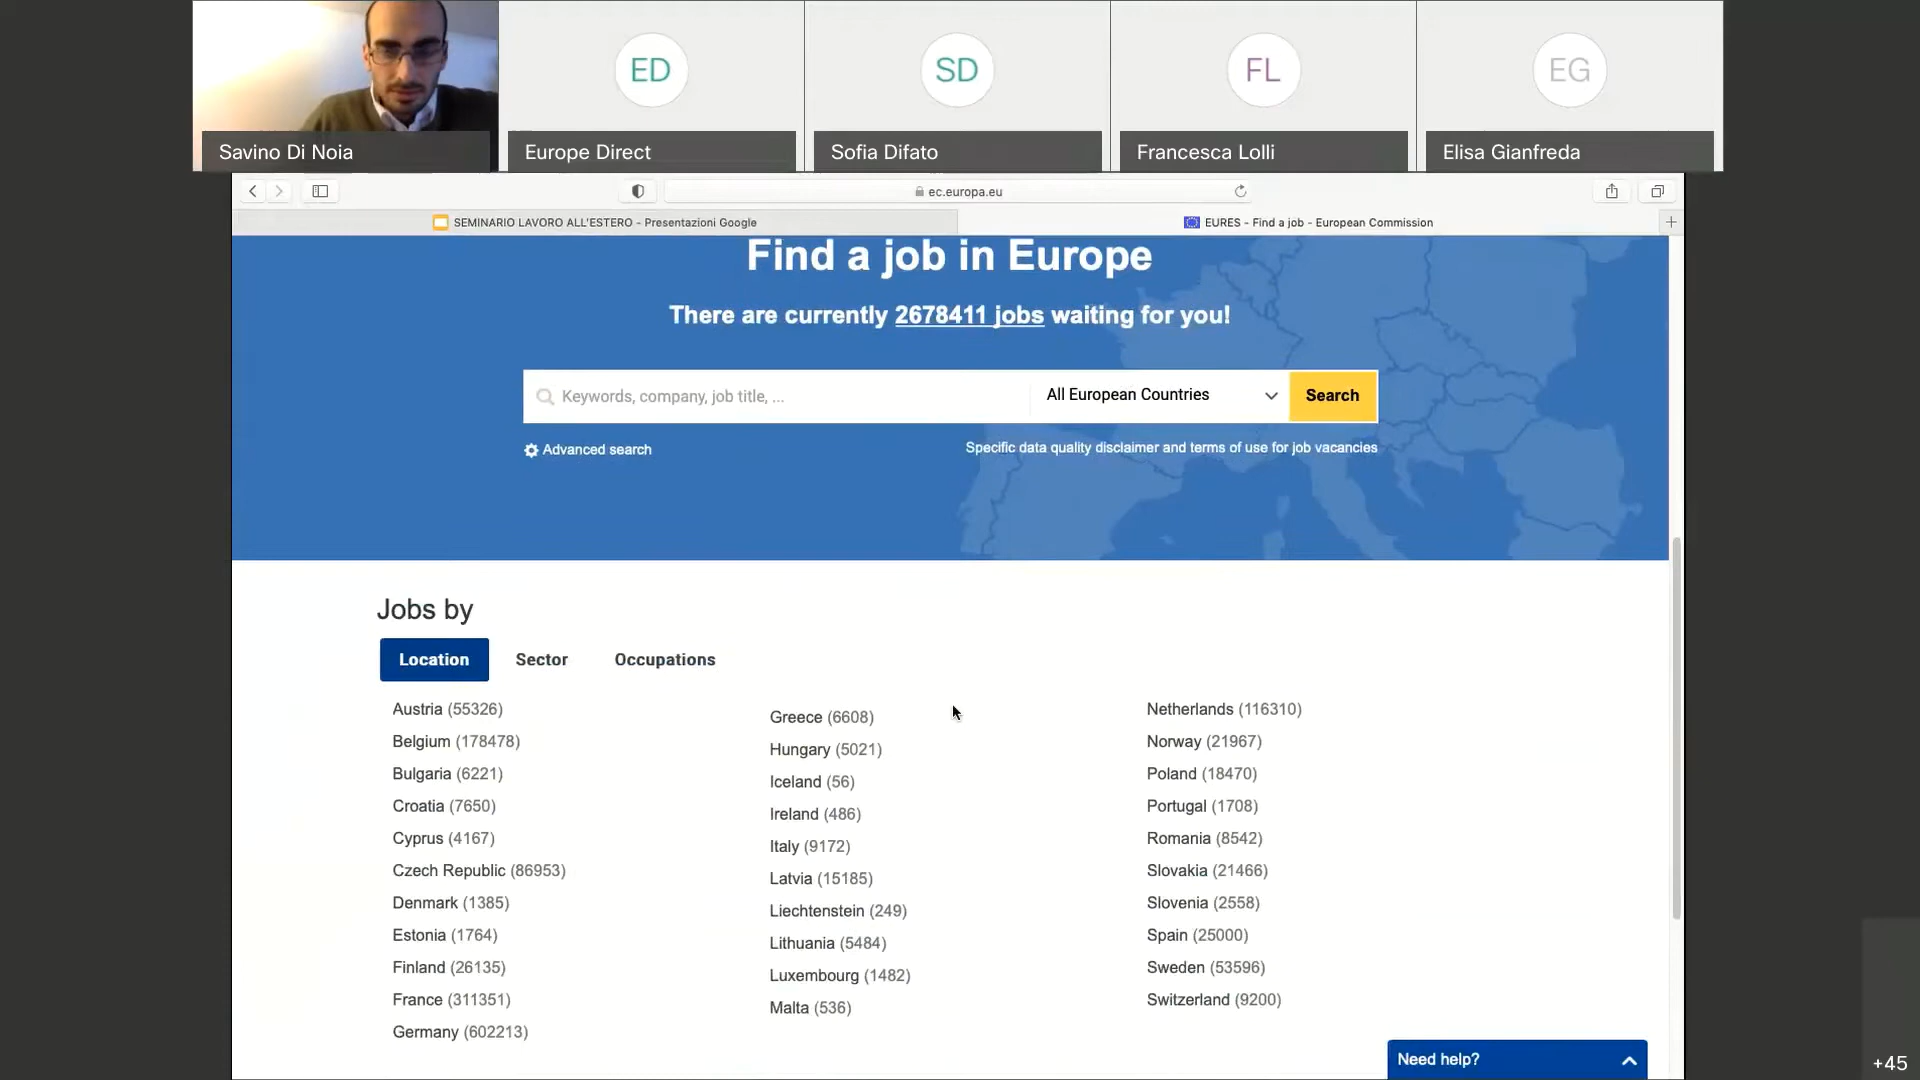 ED
SD
FL
EG
Savino Di Noia
Europe Direct
Sofia Difato
Francesca Lolli
Elisa Gianfreda
ec.europa.eu
SEMINARIO LAVORO ALL'ESTERO - Presentazioni Google
EURES - Find a job - European Commission
Find a job in Europe
There are currently 2678411 jobs waiting for you!
Keywords, company, job title, ...
All European Countries
Search
Advanced search
Specific data quality disclaimer and terms of use for job vacancies
Jobs by
Location
Sector
Occupations
Austria (55326)
Belgium (178478)
Bulgaria (6221)
Croatia (7650)
Cyprus (4167)
Czech Republic (86953)
Denmark (1385)
Estonia (1764)
Finland (26135)
France (311351)
Germany (602213)
Greece (6608)
Hungary (5021)
Iceland (56)
Ireland (486)
Italy (9172)
Latvia (15185)
Liechtenstein (249)
Lithuania (5484)
Luxembourg (1482)
Malta (536)
Netherlands (116310)
Norway (21967)
Poland (18470)
Portugal (1708)
Romania (8542)
Slovakia (21466)
Slovenia (2558)
Spain (25000)
Sweden (53596)
Switzerland (9200)
Need help?
+45